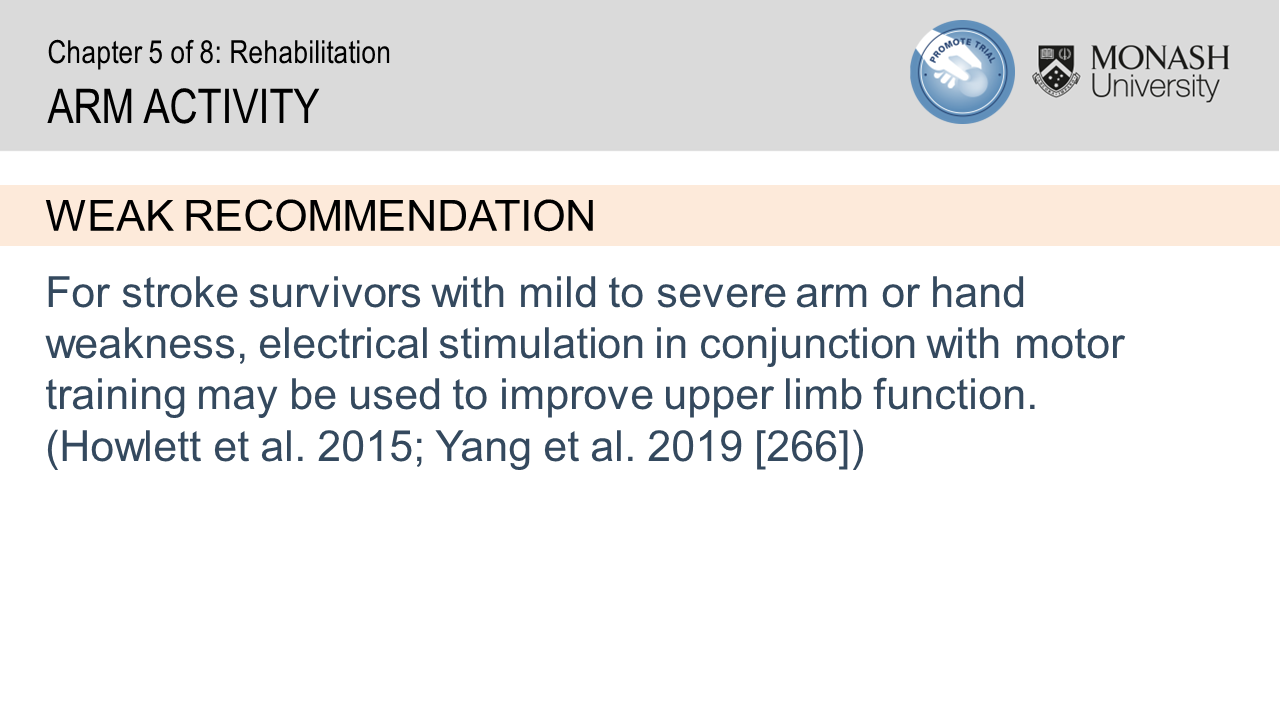 Chapter 5 of 8: Rehabilitation
ARM ACTIVITY
PROMOTE TRIAL
MONASH
University
WEAK RECOMMENDATION
For stroke survivors with mild to severe arm or hand
weakness, electrical stimulation in conjunction with motor
training may be used to improve upper limb function.
(Howlett et al. 2015; Yang et al. 2019 [266])